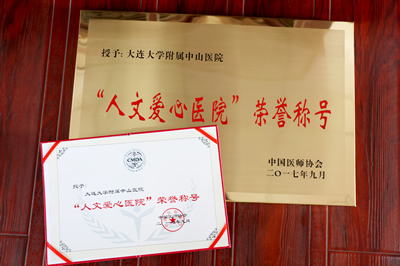 授予：大连大学附属中山医院
“人文爱心医院”荣誉称号
中国医师协会
二〇一七年九月
CMDA
授予：
大连大学附属中山医院
“人文爱心医院”荣誉称号